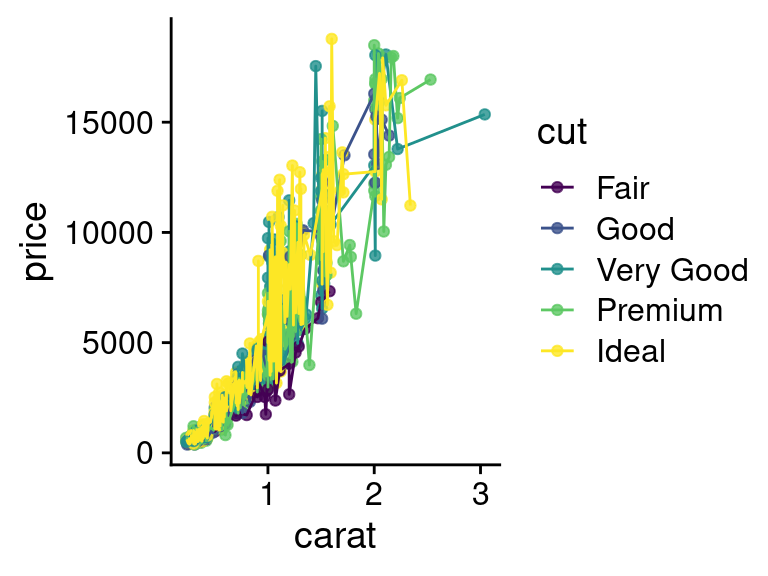 price
15000
10000
5000
0
1 2 3
carat
cut
Fair
Good
Very Good
Premium
Ideal